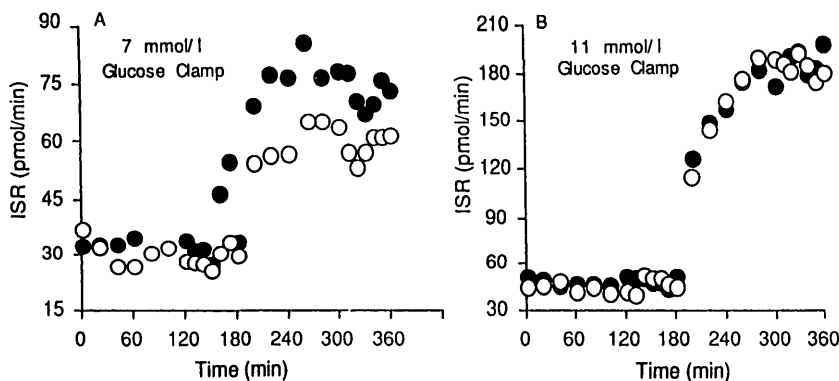 A
7 mmol/l
Glucose Clamp
ISR (pmol/min)
90
75
60
45
30
15
0 60 120 180 240 300 360
Time (min)
B
11 mmol/l
Glucose Clamp
ISR (pmol/min)
210
180
150
120
90
60
30
0 60 120 180 240 300 360
Time (min)